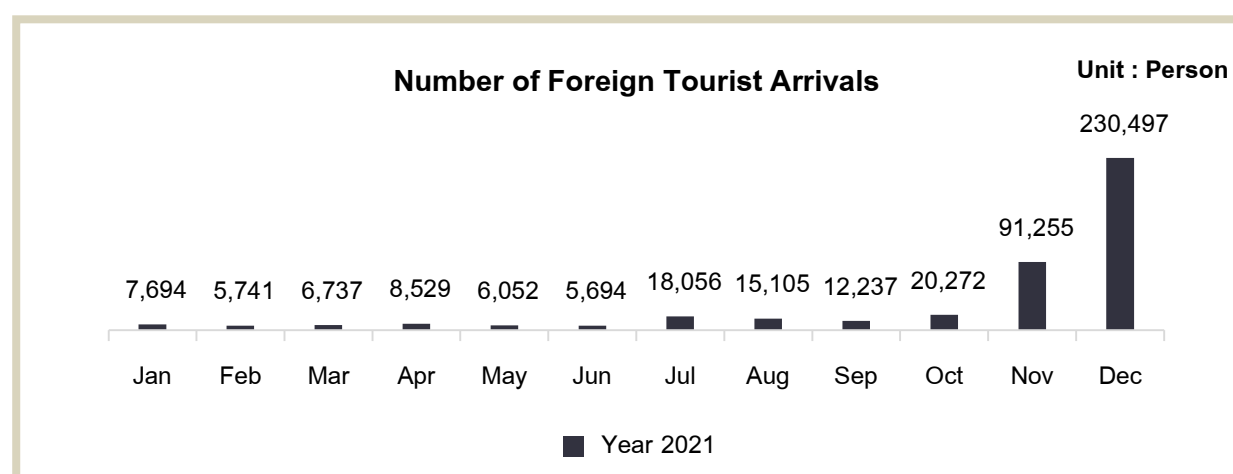 Number of Foreign Tourist Arrivals
Unit : Person
7,694 5,741 6,737 8,529 6,052 5,694 18,056 15,105 12,237 20,272 91,255 230,497
Jan Feb Mar Apr May Jun Jul Aug Sep Oct Nov Dec
Year 2021